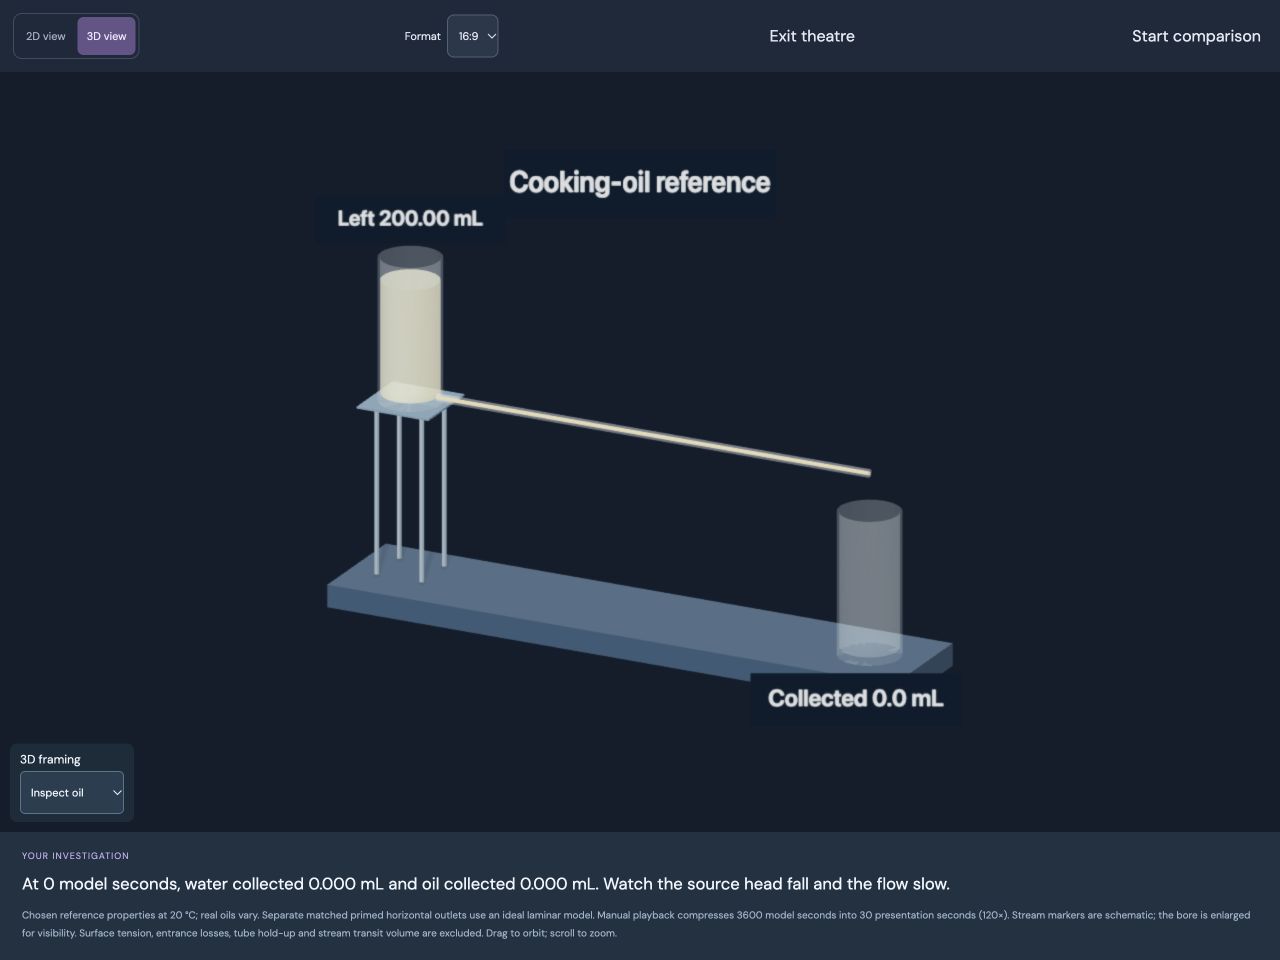 2D view
3D view
Format
16:9
Exit theatre
Start comparison
Cooking-oil reference
Left 200.00 mL
Collected 0.0 mL
3D framing
Inspect oil
YOUR INVESTIGATION
At 0 model seconds, water collected 0.000 mL and oil collected 0.000 mL. Watch the source head fall and the flow slow.
Chosen reference properties at 20 °C; real oils vary. Separate matched primed horizontal outlets use an ideal laminar model. Manual playback compresses 3600 model seconds into 30 presentation seconds (120×). Stream markers are schematic; the bore is enlarged
for visibility. Surface tension, entrance losses, tube hold-up and stream transit volume are excluded. Drag to orbit; scroll to zoom.